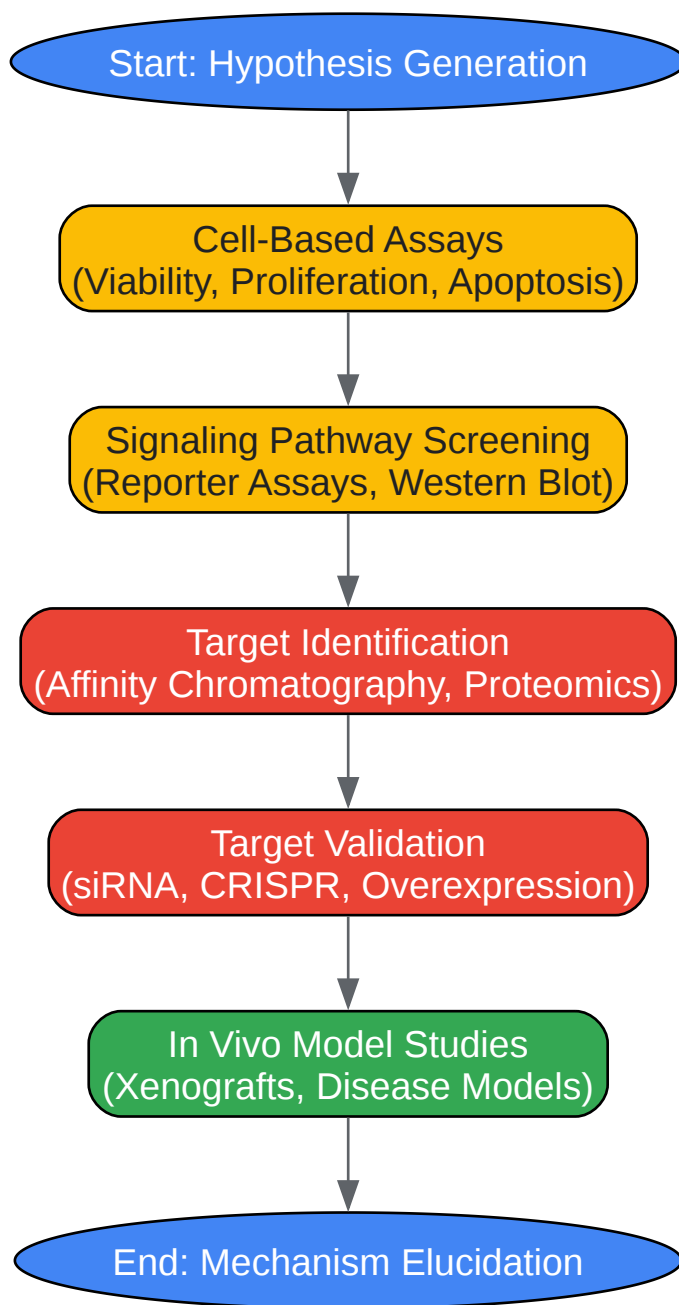 Start: Hypothesis Generation
Cell-Based Assays
(Viability, Proliferation, Apoptosis)
Signaling Pathway Screening
(Reporter Assays, Western Blot)
Target Identification
(Affinity Chromatography, Proteomics)
Target Validation
(siRNA, CRISPR, Overexpression)
In Vivo Model Studies
(Xenografts, Disease Models)
End: Mechanism Elucidation